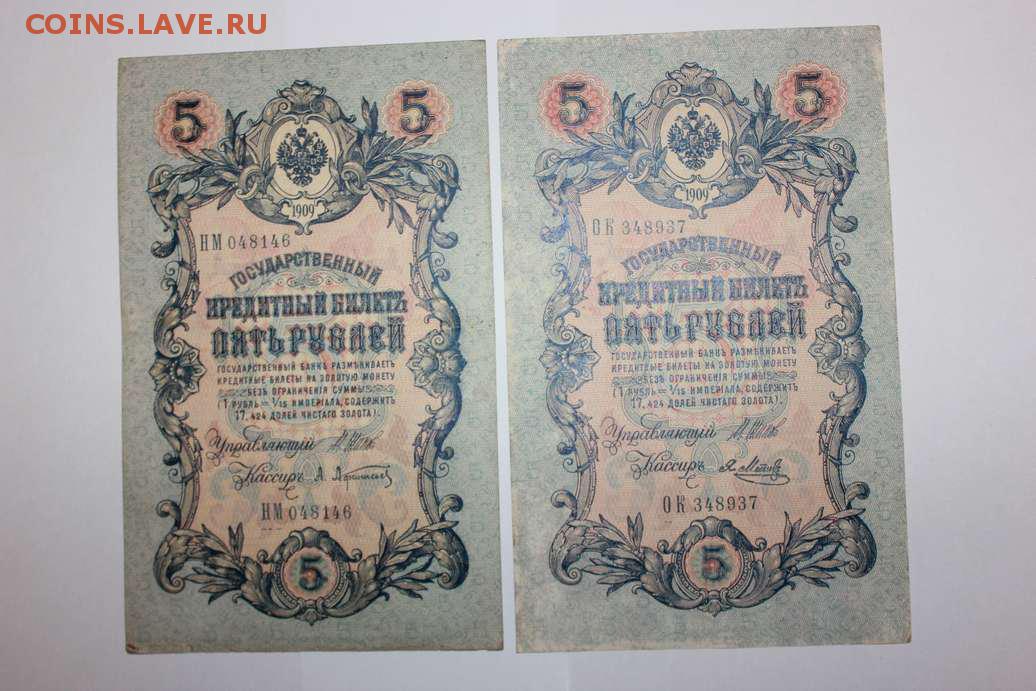 COINS.LAVE.RU
5 5
1909
НМ 048146
ГОСУДАРСТВЕННЫЙ
КРЕДИТНЫЙ БИЛЕТЪ
ПЯТЬ РУБЛЕЙ
ГОСУДАРСТВЕННЫЙ БАНКЪ РАЗМѢНИВАЕТЪ
КРЕДИТНЫЕ БИЛЕТЫ НА ЗОЛОТУЮ МОНЕТУ
БЕЗЪ ОГРАНИЧЕНІЯ СУММЫ
(1 РУБЛЬ = 1/15 ИМПЕРІАЛА, СОДЕРЖИТЪ
17,424 ДОЛЕЙ ЧИСТАГО ЗОЛОТА).
Управляющій
Кассиръ
НМ 048146
5
5 5
1909
ОК 348937
ГОСУДАРСТВЕННЫЙ
КРЕДИТНЫЙ БИЛЕТЪ
ПЯТЬ РУБЛЕЙ
ГОСУДАРСТВЕННЫЙ БАНКЪ РАЗМѢНИВАЕТЪ
КРЕДИТНЫЕ БИЛЕТЫ НА ЗОЛОТУЮ МОНЕТУ
БЕЗЪ ОГРАНИЧЕНІЯ СУММЫ
(1 РУБЛЬ = 1/15 ИМПЕРІАЛА, СОДЕРЖИТЪ
17,424 ДОЛЕЙ ЧИСТАГО ЗОЛОТА).
Управляющій
Кассиръ
ОК 348937
5